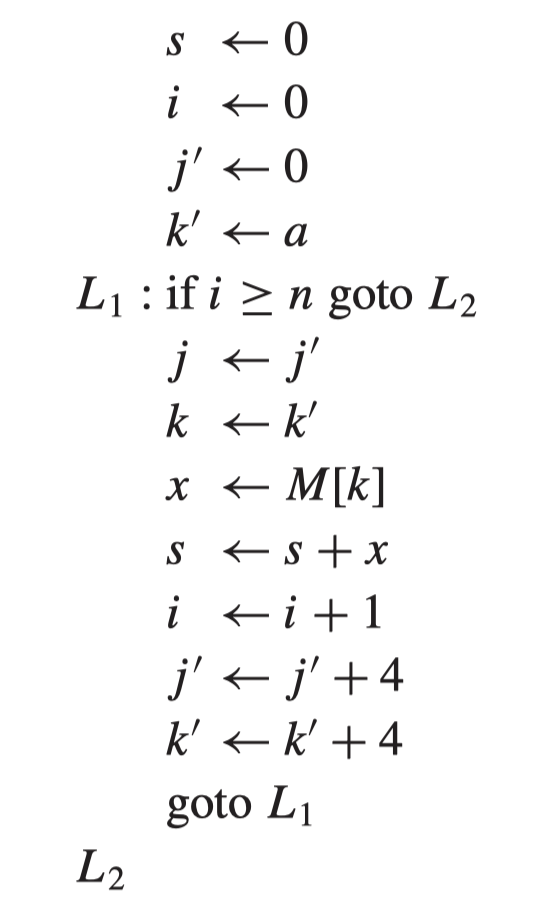 s ← 0
i ← 0
j′ ← 0
k′ ← a
L₁ : if i ≥ n goto L₂
j ← j′
k ← k′
x ← M[k]
s ← s + x
i ← i + 1
j′ ← j′ + 4
k′ ← k′ + 4
goto L₁
L₂